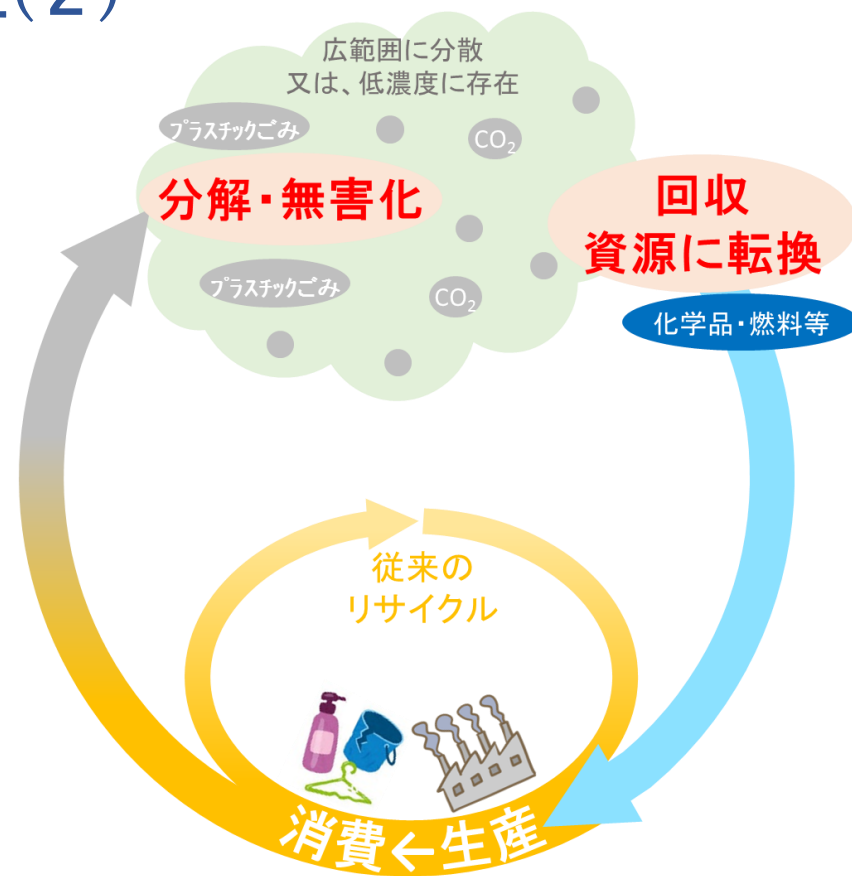 (2)
広範囲に分散
又は、低濃度に存在
プラスチックごみ
CO₂
分解・無害化
回収
資源に転換
プラスチックごみ
CO₂
化学品・燃料等
従来の
リサイクル
消費←生産